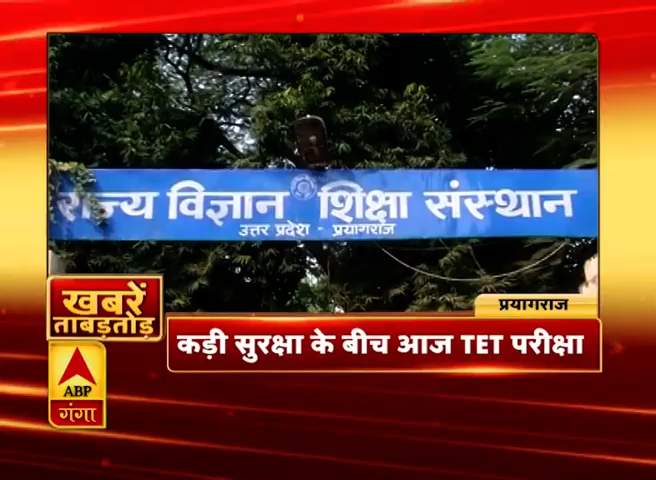 राज्य विज्ञान शिक्षा संस्थान
उत्तर प्रदेश - प्रयागराज
प्रयागराज
खबरें
ताबड़तोड़
कड़ी सुरक्षा के बीच आज TET परीक्षा
ABP
गंगा